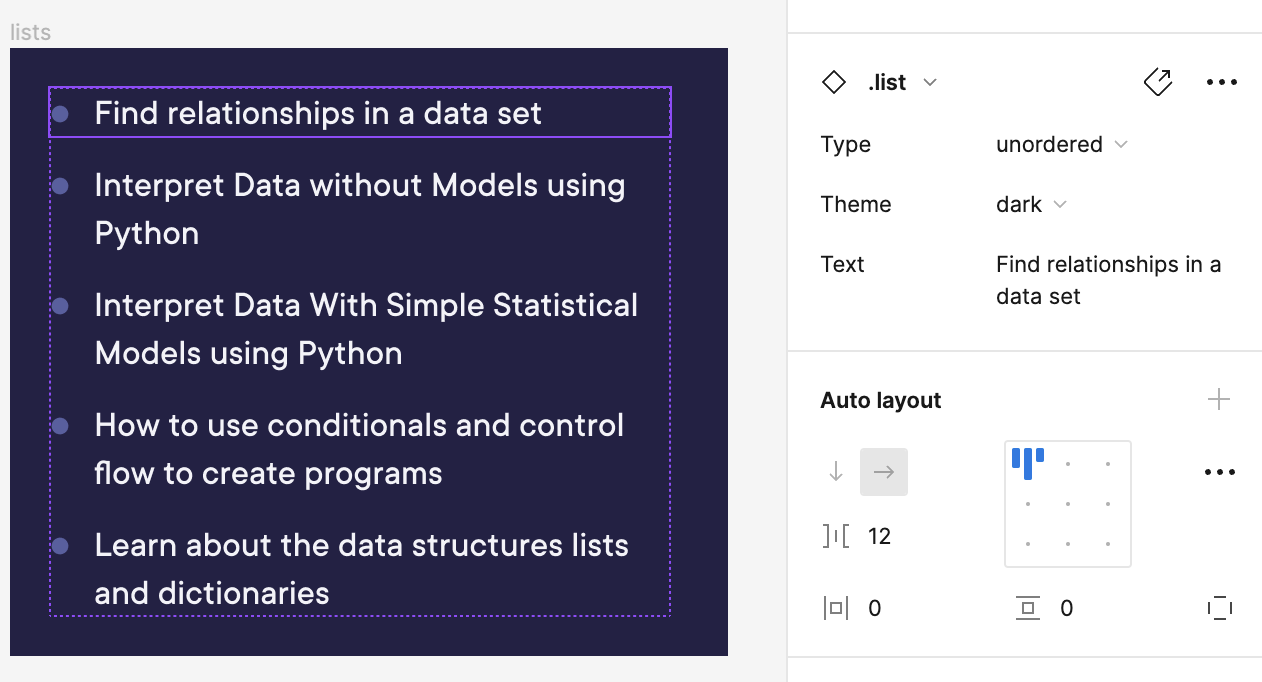 lists
Find relationships in a data set
Interpret Data without Models using
Python
Interpret Data With Simple Statistical
Models using Python
How to use conditionals and control
flow to create programs
Learn about the data structures lists
and dictionaries
.list
Type unordered
Theme dark
Text Find relationships in a
data set
Auto layout
12
0 0